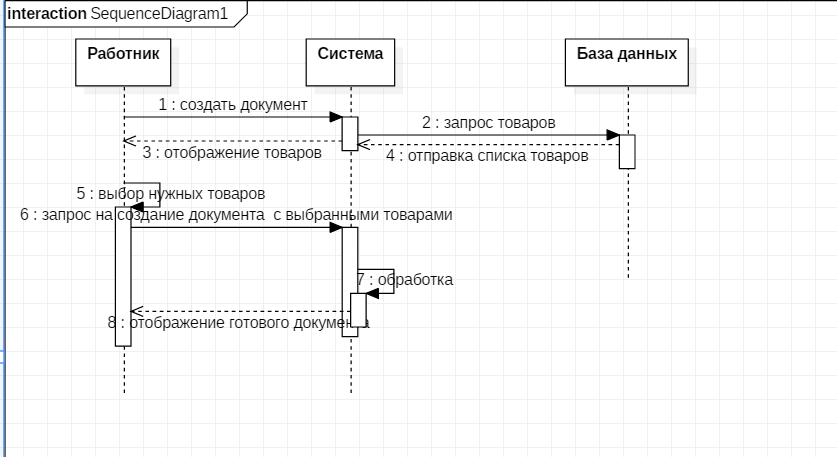 interaction SequenceDiagram1
Работник
Система
База данных
1 : создать документ
2 : запрос товаров
3 : отображение товаров
4 : отправка списка товаров
5 : выбор нужных товаров
6 : запрос на создание документа с выбранными товарами
7 : обработка
8 : отображение готового документа